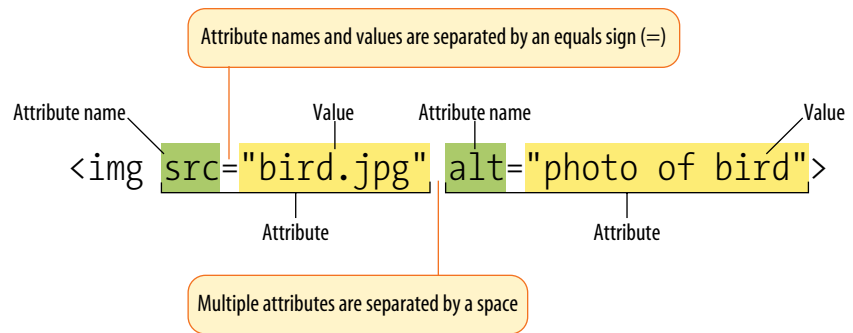 Attribute names and values are separated by an equals sign (=)
Attribute name Value Attribute name Value
<img src="bird.jpg" alt="photo of bird">
Attribute Attribute
Multiple attributes are separated by a space